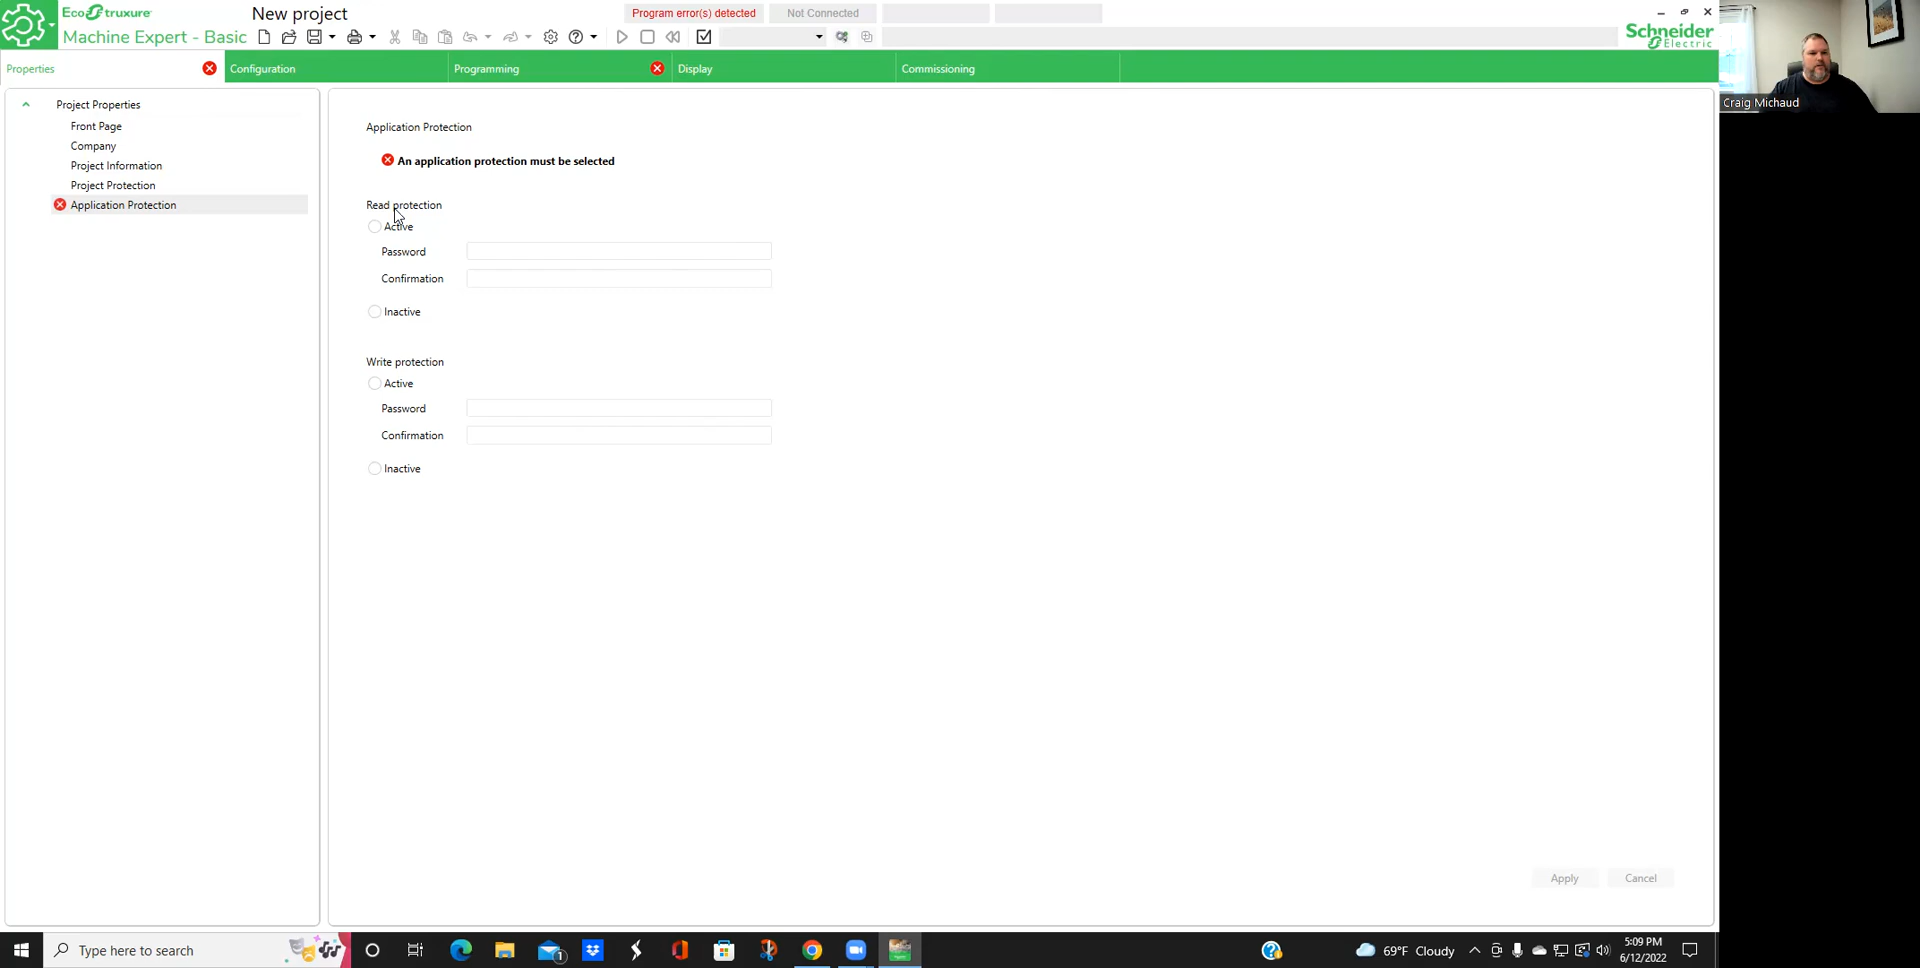 EcoStruxure
New project
Program error(s) detected
Not Connected
Machine Expert - Basic
Schneider
Electric
Properties
Configuration
Programming
Display
Commissioning
Craig Michaud
Project Properties
Front Page
Company
Project Information
Project Protection
Application Protection
Application Protection
An application protection must be selected
Read protection
Active
Password
Confirmation
Inactive
Write protection
Active
Password
Confirmation
Inactive
Apply
Cancel
Type here to search
1
69°F Cloudy
5:09 PM
6/12/2022